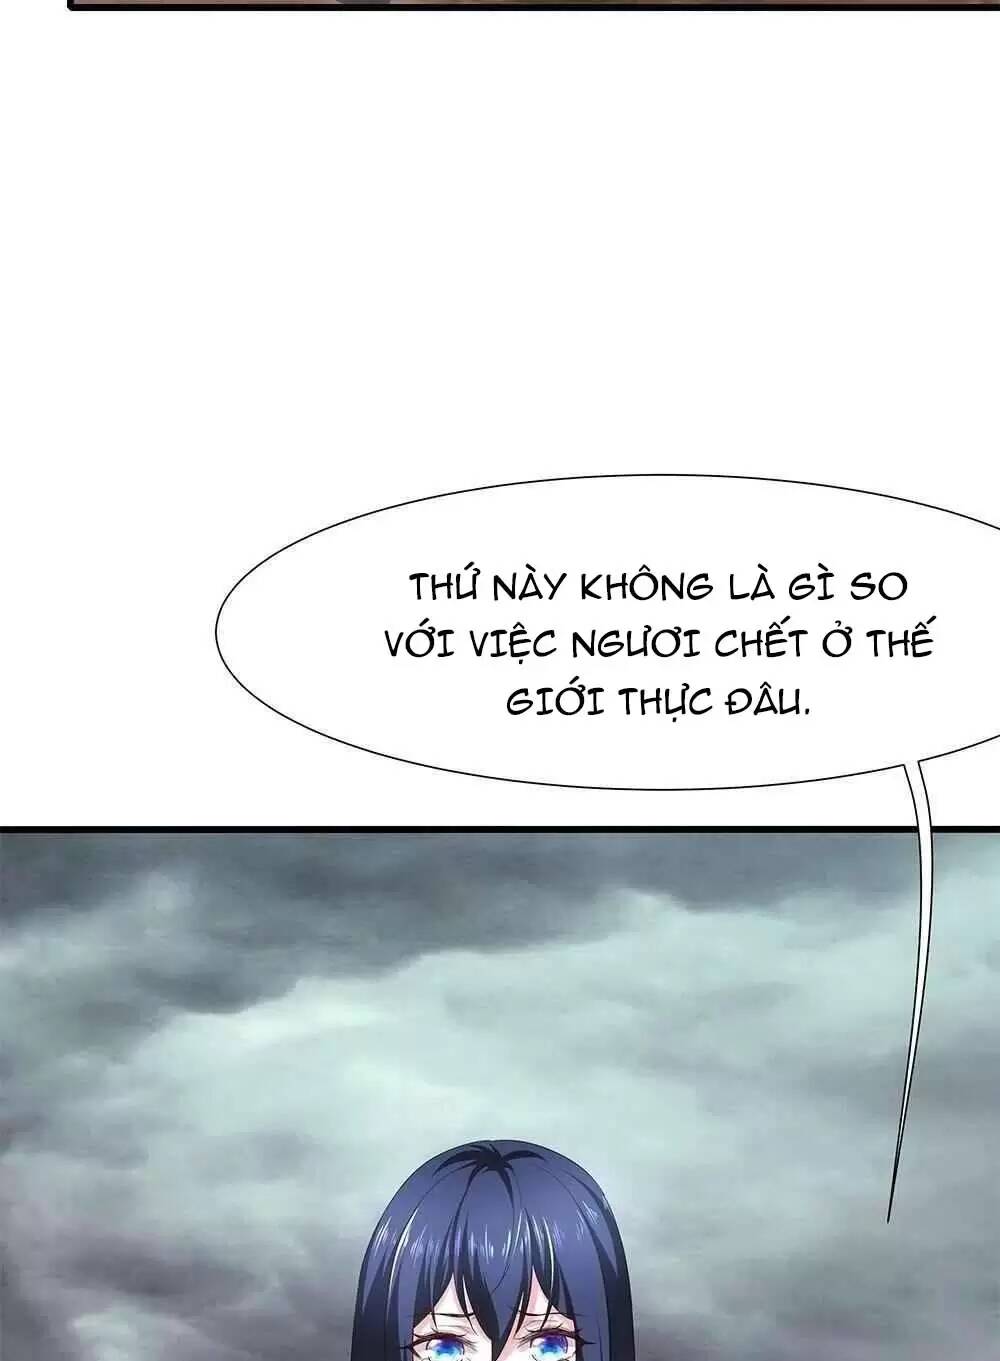 THỨ NÀY KHÔNG LÀ GÌ SO
VỚI VIỆC NGƯƠI CHẾT Ở THẾ
GIỚI THỰC ĐÂU.